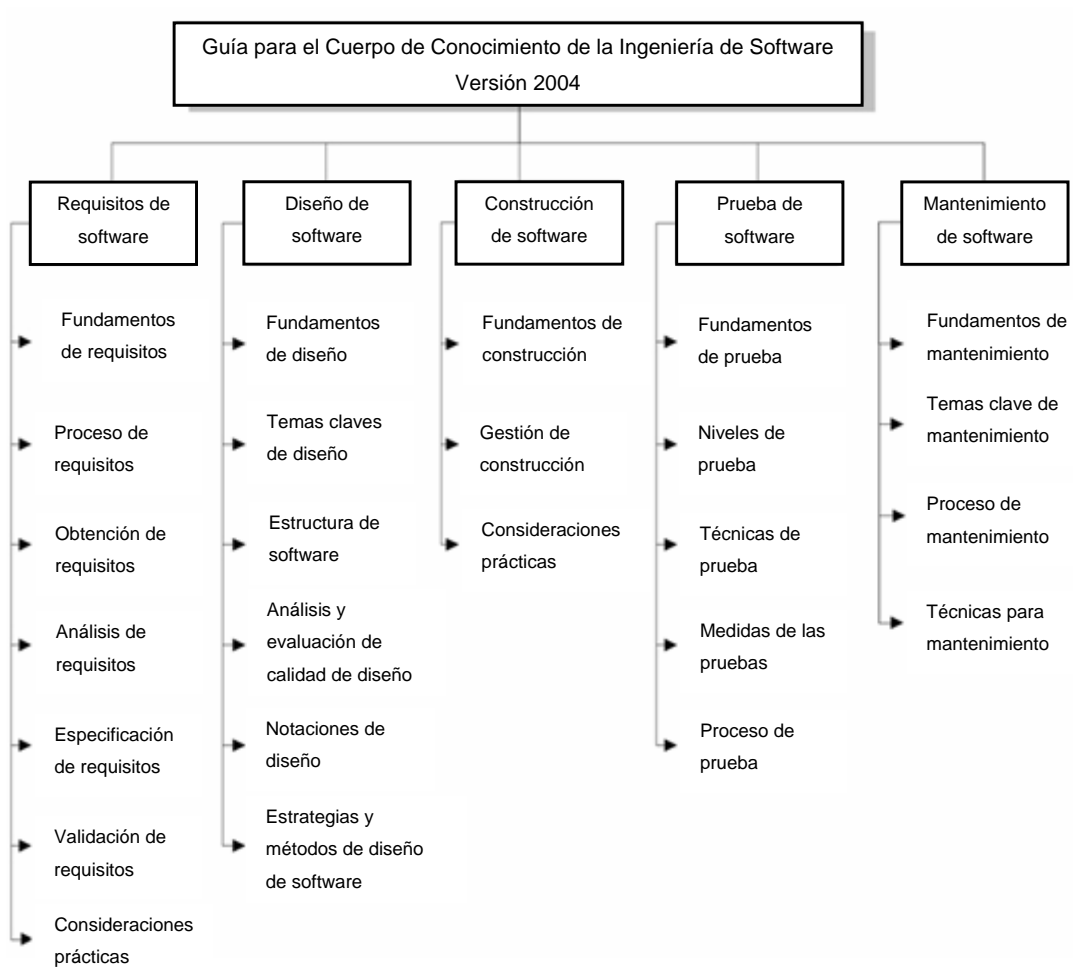 Guía para el Cuerpo de Conocimiento de la Ingeniería de Software
Versión 2004
Requisitos de
software
Fundamentos
de requisitos
Proceso de
requisitos
Obtención de
requisitos
Análisis de
requisitos
Especificación
de requisitos
Validación de
requisitos
Consideraciones
prácticas
Diseño de
software
Fundamentos
de diseño
Temas claves
de diseño
Estructura de
software
Análisis y
evaluación de
calidad de diseño
Notaciones de
diseño
Estrategias y
métodos de diseño
de software
Construcción
de software
Fundamentos de
construcción
Gestión de
construcción
Consideraciones
prácticas
Prueba de
software
Fundamentos
de prueba
Niveles de
prueba
Técnicas de
prueba
Medidas de las
pruebas
Proceso de
prueba
Mantenimiento
de software
Fundamentos de
mantenimiento
Temas clave de
mantenimiento
Proceso de
mantenimiento
Técnicas para
mantenimiento